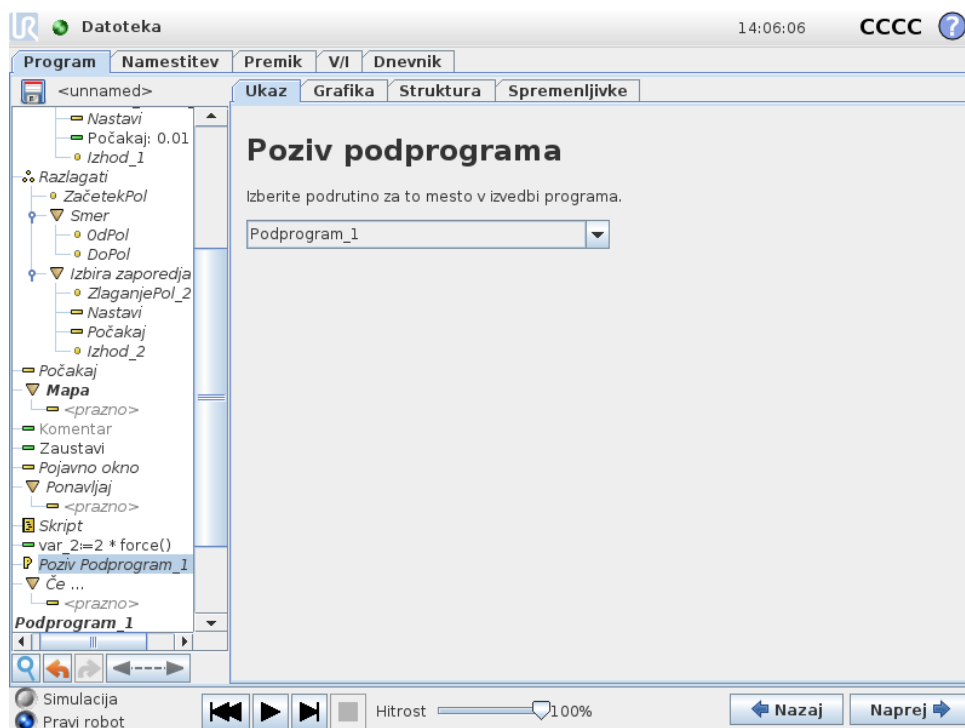 UR
Datoteka
14:06:06
CCCC
?
Program
Namestitev
Premik
V/I
Dnevnik
<unnamed>
Ukaz
Grafika
Struktura
Spremenljivke
Nastavi
Počakaj: 0.01
Izhod_1
Razlagati
ZačetekPol
Smer
OdPol
DoPol
Izbira zaporedja
ZlaganjePol_2
Nastavi
Počakaj
Izhod_2
Počakaj
Mapa
<prazno>
Komentar
Zaustavi
Pojavno okno
Ponavljaj
<prazno>
Skript
var_2:=2 * force()
P Poziv Podprogram_1
Če ...
<prazno>
Podprogram_1
Poziv podprograma
Izberite podrutino za to mesto v izvedbi programa.
Podprogram_1
Simulacija
Pravi robot
Hitrost
100%
Nazaj
Naprej